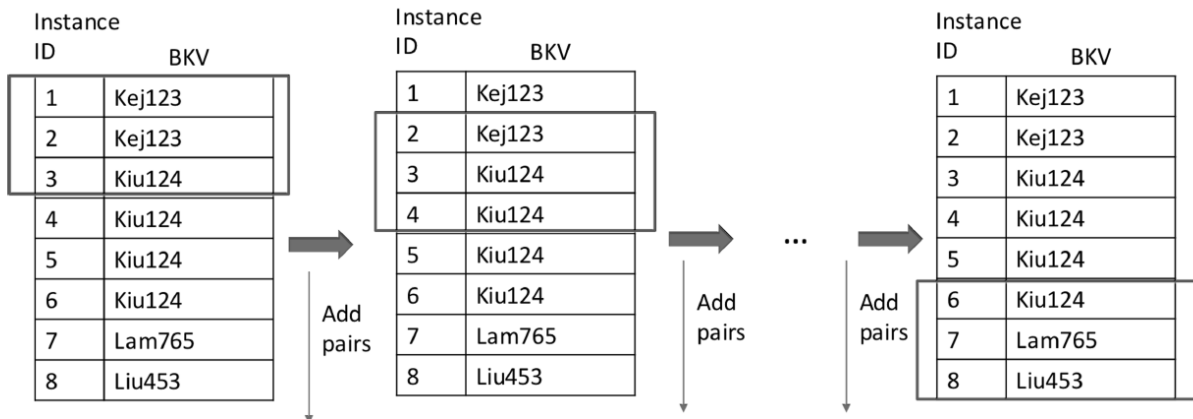 Instance
ID BKV
1 Kej123
2 Kej123
3 Kiu124
4 Kiu124
5 Kiu124
6 Kiu124
7 Lam765
8 Liu453
Add
pairs
Instance
ID BKV
1 Kej123
2 Kej123
3 Kiu124
4 Kiu124
5 Kiu124
6 Kiu124
7 Lam765
8 Liu453
Add
pairs
...
Add
pairs
Instance
ID BKV
1 Kej123
2 Kej123
3 Kiu124
4 Kiu124
5 Kiu124
6 Kiu124
7 Lam765
8 Liu453